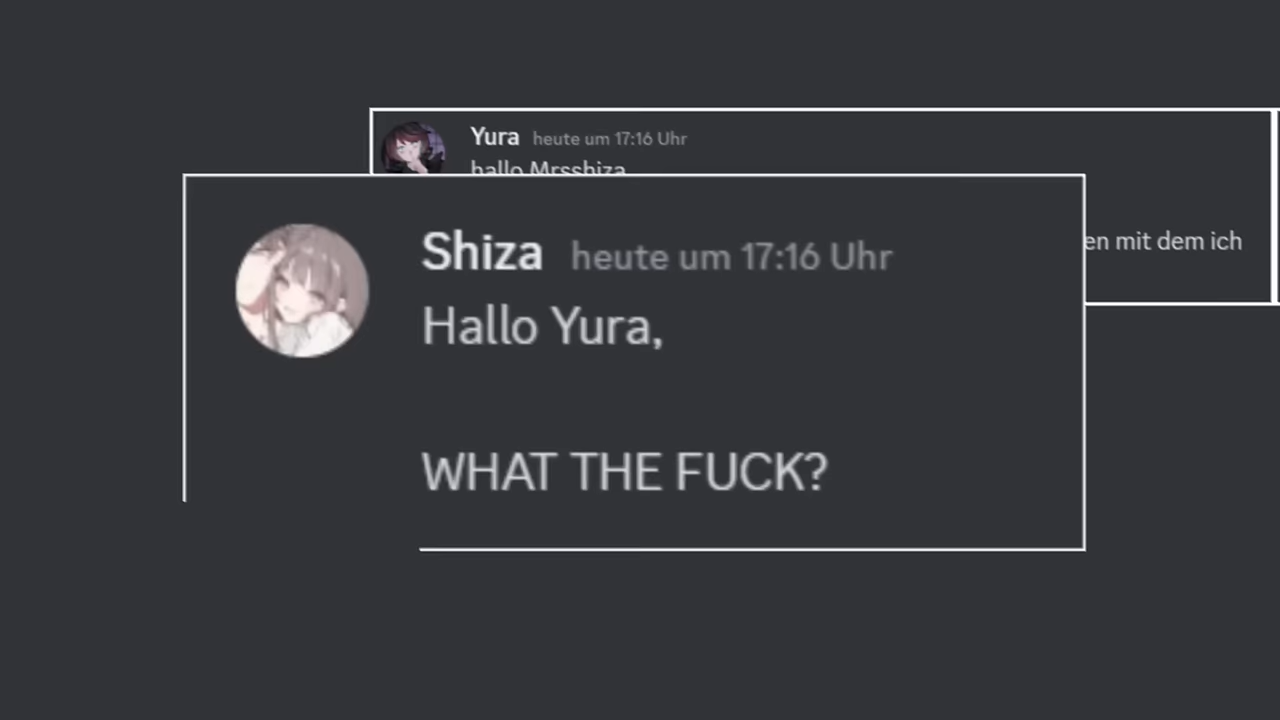 Yura heute um 17:16 Uhr
hallo Mrsshiza
en mit dem ich
Shiza heute um 17:16 Uhr
Hallo Yura,
WHAT THE FUCK?